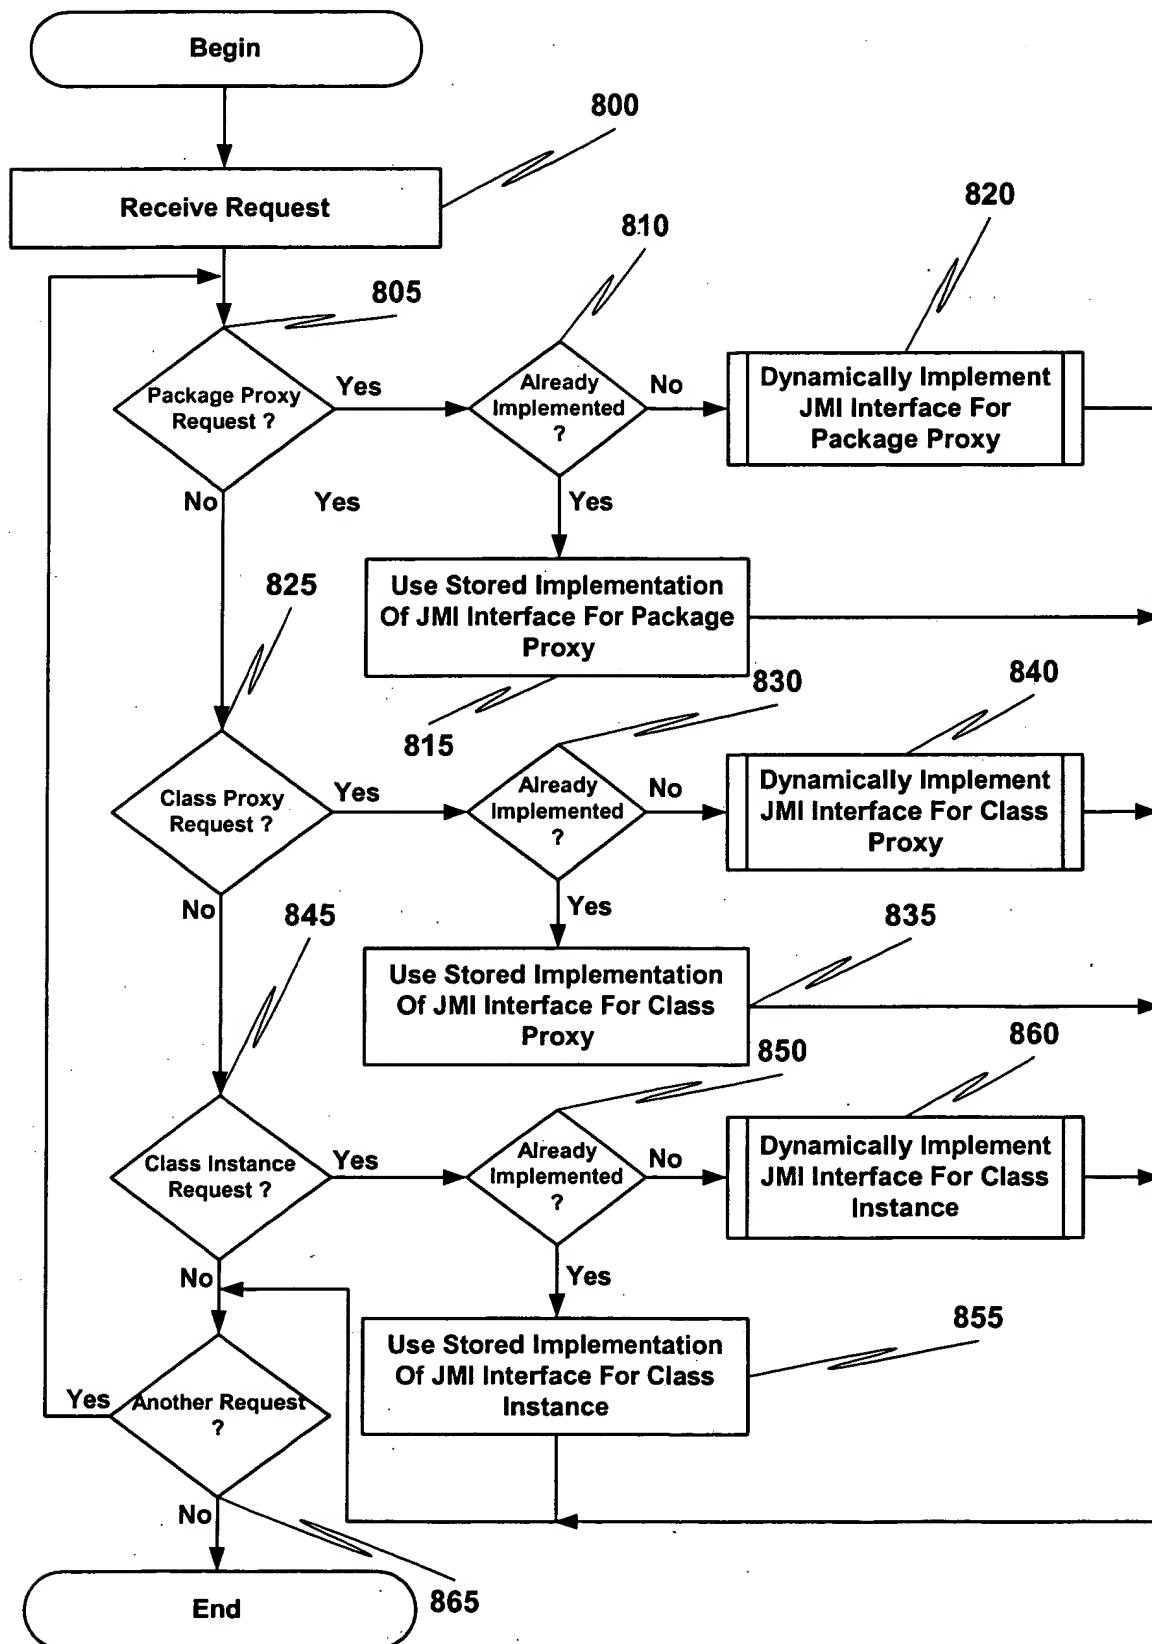 Begin
800
Receive Request
810
820
805
Package Proxy
Request ?
Yes
Already
Implemented
?
No
Dynamically Implement
JMI Interface For
Package Proxy
No
Yes
Yes
825
Use Stored Implementation
Of JMI Interface For Package
Proxy
815
830
840
Class Proxy
Request ?
Yes
Already
Implemented
?
No
Dynamically Implement
JMI Interface For Class
Proxy
No
845
Yes
835
Use Stored Implementation
Of JMI Interface For Class
Proxy
850
860
Class Instance
Request ?
Yes
Already
Implemented
?
No
Dynamically Implement
JMI Interface For Class
Instance
No
Yes
855
Use Stored Implementation
Of JMI Interface For Class
Instance
Yes
Another Request
?
No
865
End